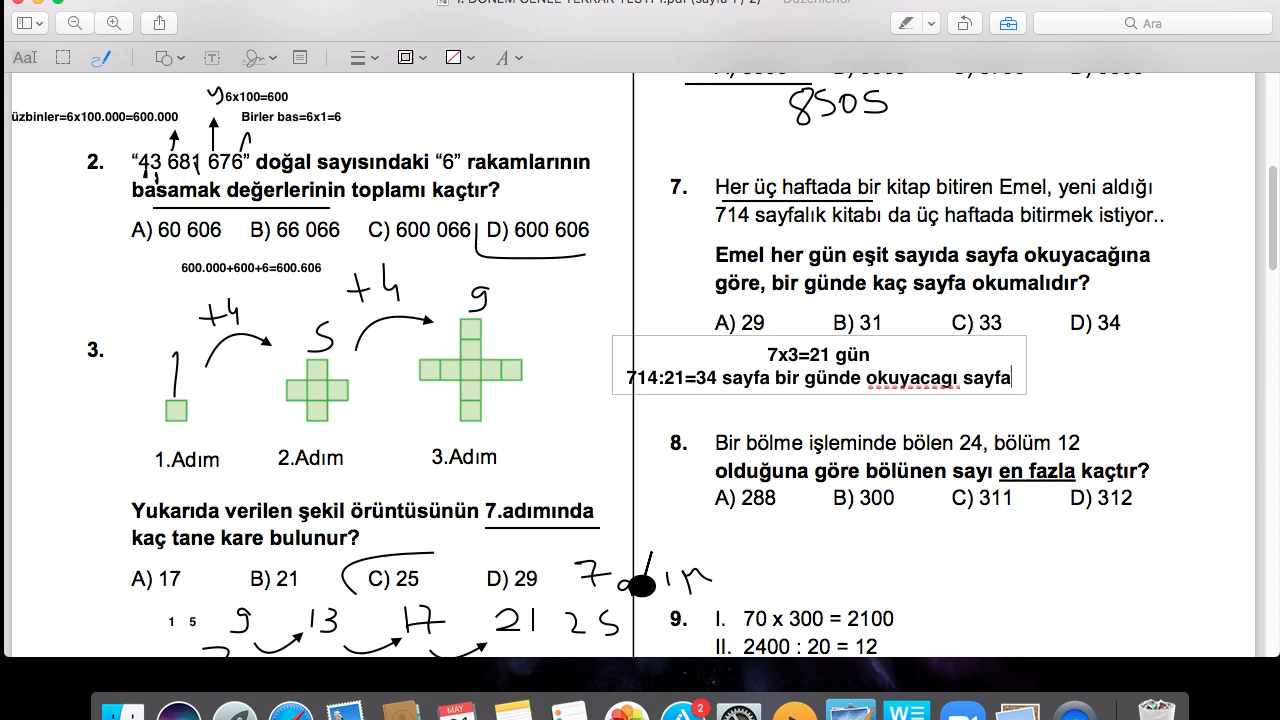 Ara
Aa
6x100=600
üzbinler=6x100.000=600.000
Birler bas=6x1=6
2. “43 681 676” doğal sayısındaki “6” rakamlarının
basamak değerlerinin toplamı kaçtır?
A) 60 606 B) 66 066 C) 600 066 D) 600 606
600.000+600+6=600.606
+4
+4
3.
1
5
9
1.Adım
2.Adım
3.Adım
Yukarıda verilen şekil örüntüsünün 7.adımında
kaç tane kare bulunur?
A) 17 B) 21 C) 25 D) 29
1 5 9 13 17 21 25
8505
7. Her üç haftada bir kitap bitiren Emel, yeni aldığı
714 sayfalık kitabı da üç haftada bitirmek istiyor..
Emel her gün eşit sayıda sayfa okuyacağına
göre, bir günde kaç sayfa okumalıdır?
A) 29 B) 31 C) 33 D) 34
7x3=21 gün
714:21=34 sayfa bir günde okuyacagı sayfa
8. Bir bölme işleminde bölen 24, bölüm 12
olduğuna göre bölünen sayı en fazla kaçtır?
A) 288 B) 300 C) 311 D) 312
9. I. 70 x 300 = 2100
II. 2400 : 20 = 12
2
W